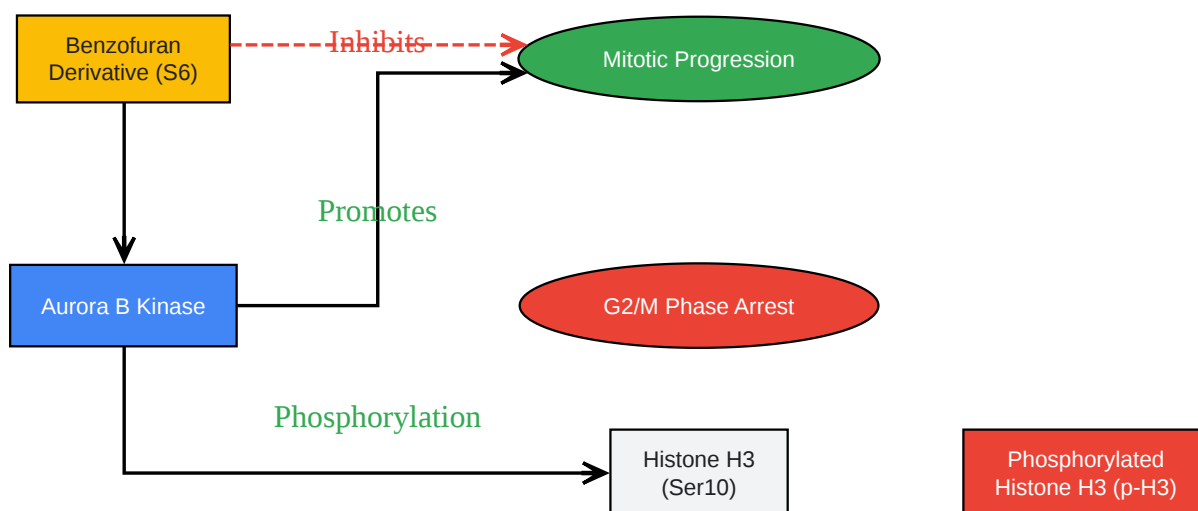 Benzofuran
Derivative (S6)
Inhibits
Mitotic Progression
Promotes
Aurora B Kinase
G2/M Phase Arrest
Phosphorylation
Histone H3
(Ser10)
Phosphorylated
Histone H3 (p-H3)